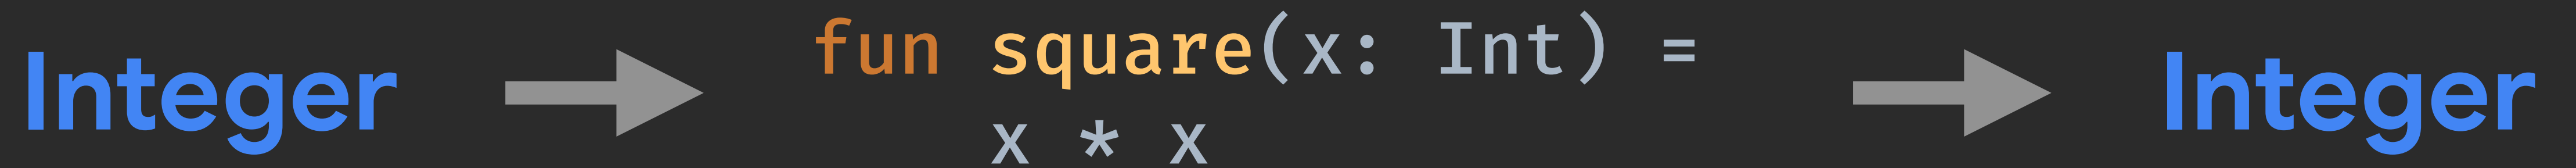 Integer
fun square(x: Int) =
x * x
Integer